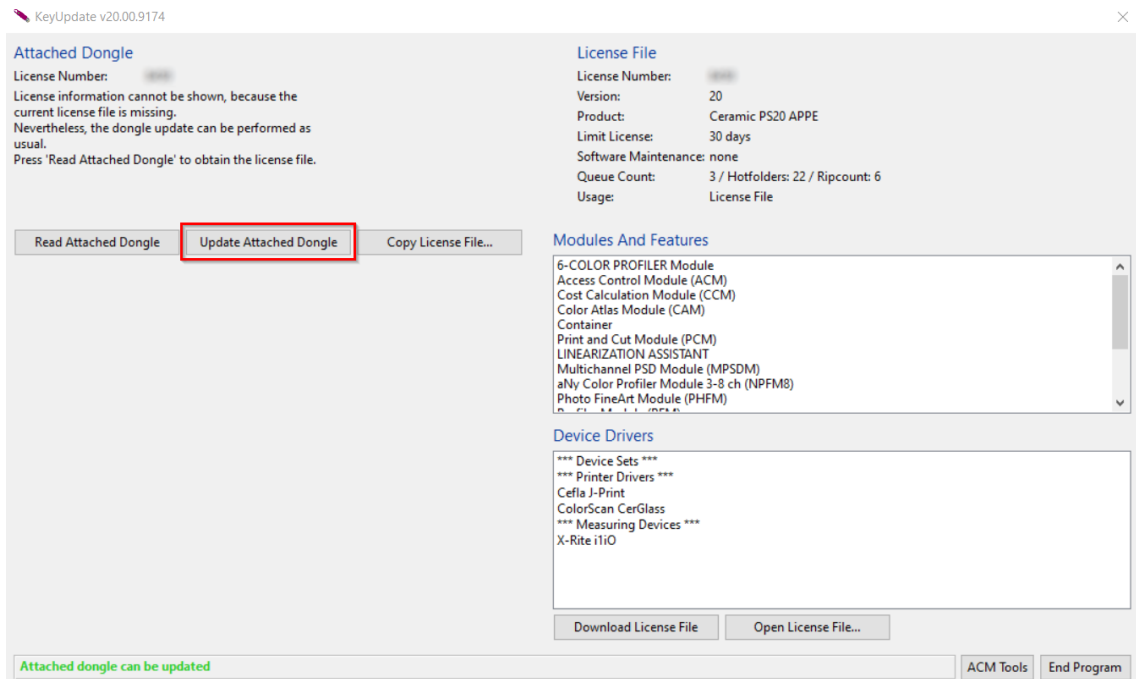 KeyUpdate v20.00.9174
Attached Dongle
License Number:
License information cannot be shown, because the
current license file is missing.
Nevertheless, the dongle update can be performed as
usual.
Press 'Read Attached Dongle' to obtain the license file.
Read Attached Dongle
Update Attached Dongle
Copy License File...
License File
License Number:
Version: 20
Product: Ceramic PS20 APPE
Limit License: 30 days
Software Maintenance: none
Queue Count: 3 / Hotfolders: 22 / Ripcount: 6
Usage: License File
Modules And Features
6-COLOR PROFILER Module
Access Control Module (ACM)
Cost Calculation Module (CCM)
Color Atlas Module (CAM)
Container
Print and Cut Module (PCM)
LINEARIZATION ASSISTANT
Multichannel PSD Module (MPSDM)
aNy Color Profiler Module 3-8 ch (NPFM8)
Photo FineArt Module (PHFM)
Device Drivers
*** Device Sets ***
*** Printer Drivers ***
Cefla J-Print
ColorScan CerGlass
*** Measuring Devices ***
X-Rite i1iO
Download License File
Open License File...
Attached dongle can be updated
ACM Tools
End Program